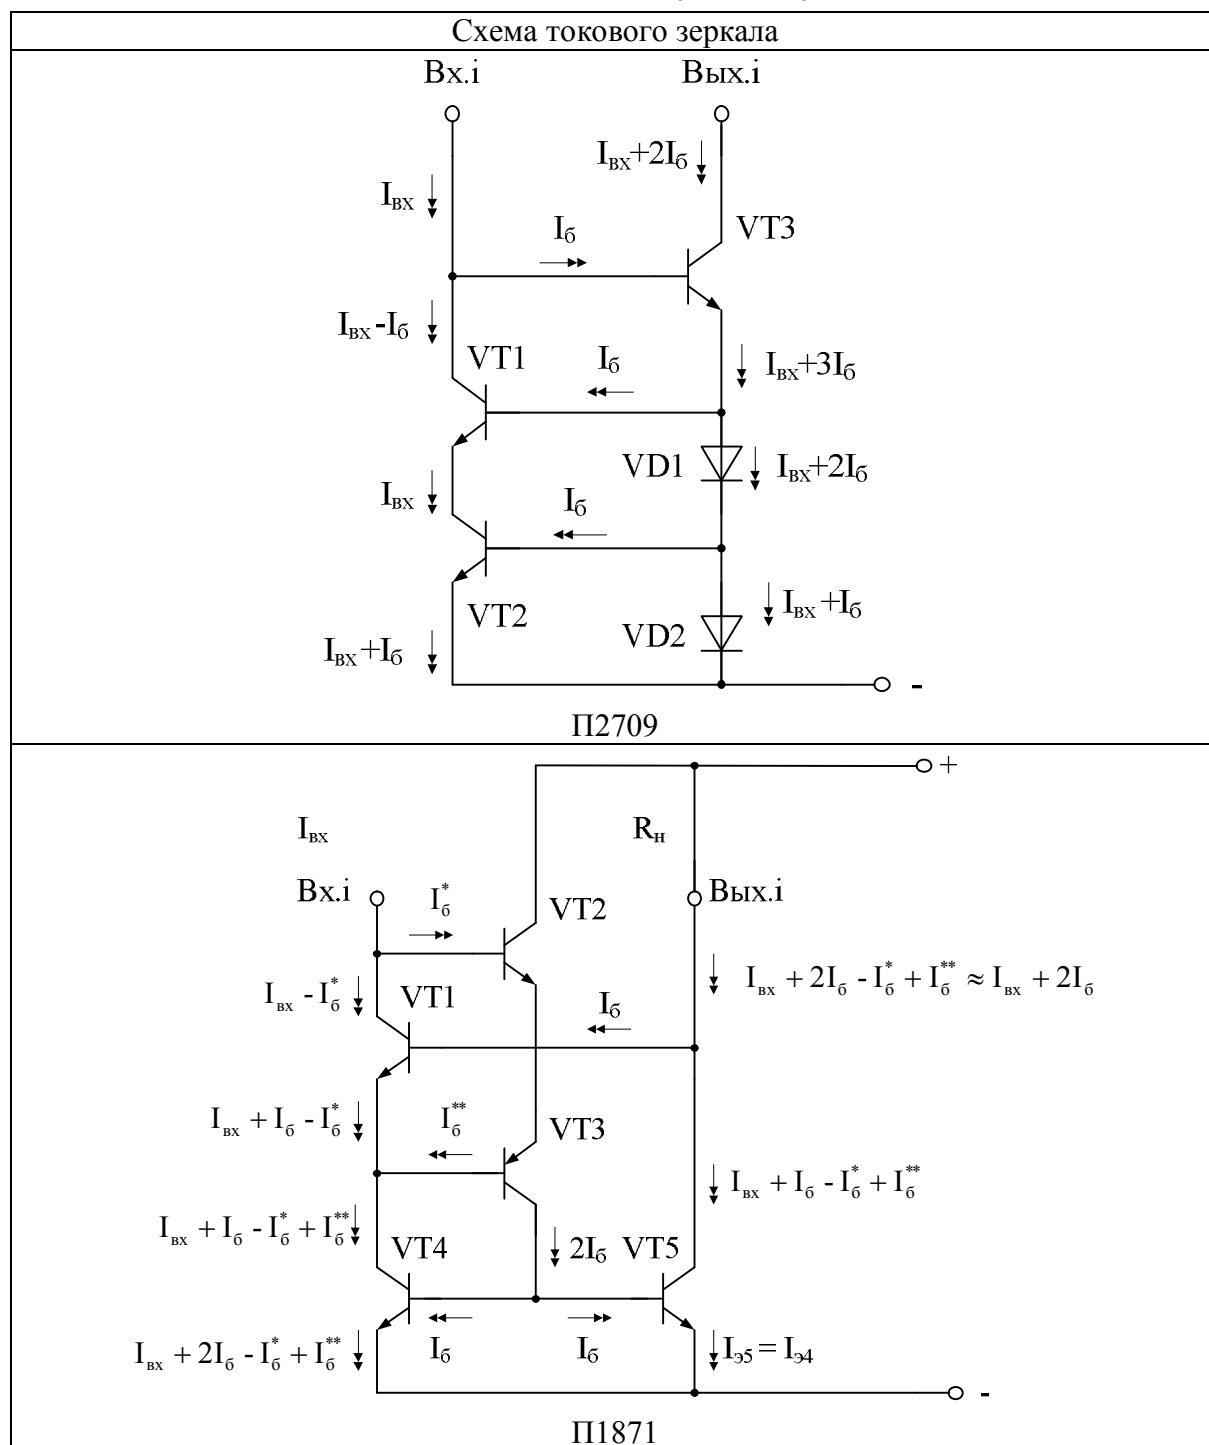 Схема токового зеркала
Вх.i
Вых.i
Iвх+2Iб
Iвх
VT3
Iб
Iвх-Iб
VT1
Iб
Iвх+3Iб
VD1
Iвх+2Iб
Iвх
Iб
VT2
VD2
Iвх+Iб
Iвх+Iб
-
П2709
+
Iвх
Rн
Вх.i
I*б
VT2
Вых.i
Iвх - I*б
VT1
Iб
Iвх + 2Iб - I*б + I**б ≈ Iвх + 2Iб
Iвх + Iб - I*б
I**б
VT3
Iвх + Iб - I*б + I**б
Iвх + Iб - I*б + I**б
VT4
2Iб
VT5
Iвх + 2Iб - I*б + I**б
Iб
Iб
Iэ5 = Iэ4
-
П1871